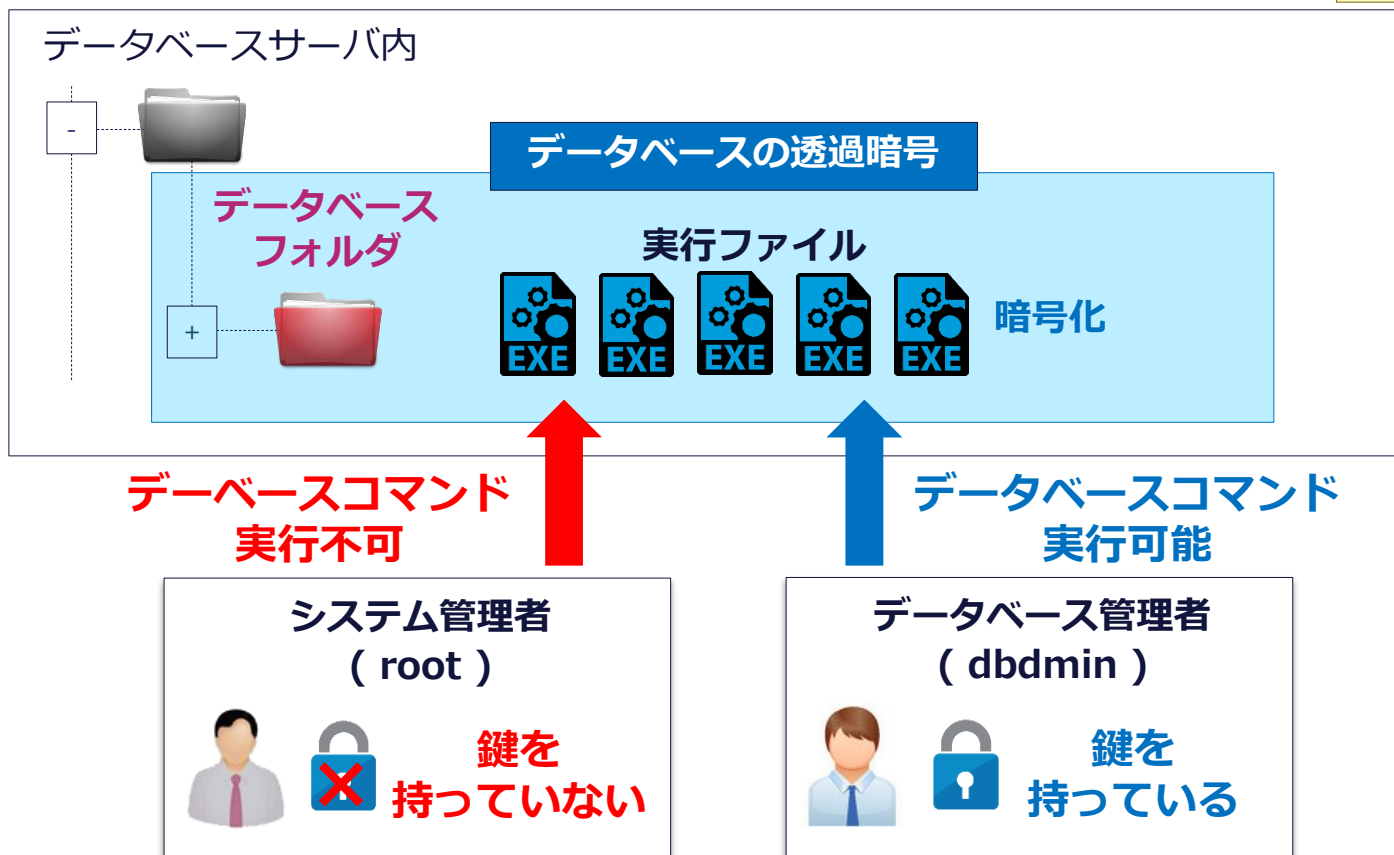 データベースサーバ内
-
データベースの透過暗号
データベース
フォルダ
実行ファイル
+
EXE
EXE
EXE
EXE
EXE
暗号化
デーベースコマンド
実行不可
データベースコマンド
実行可能
システム管理者
( root )
鍵を
持っていない
データベース管理者
( dbdmin )
鍵を
持っている